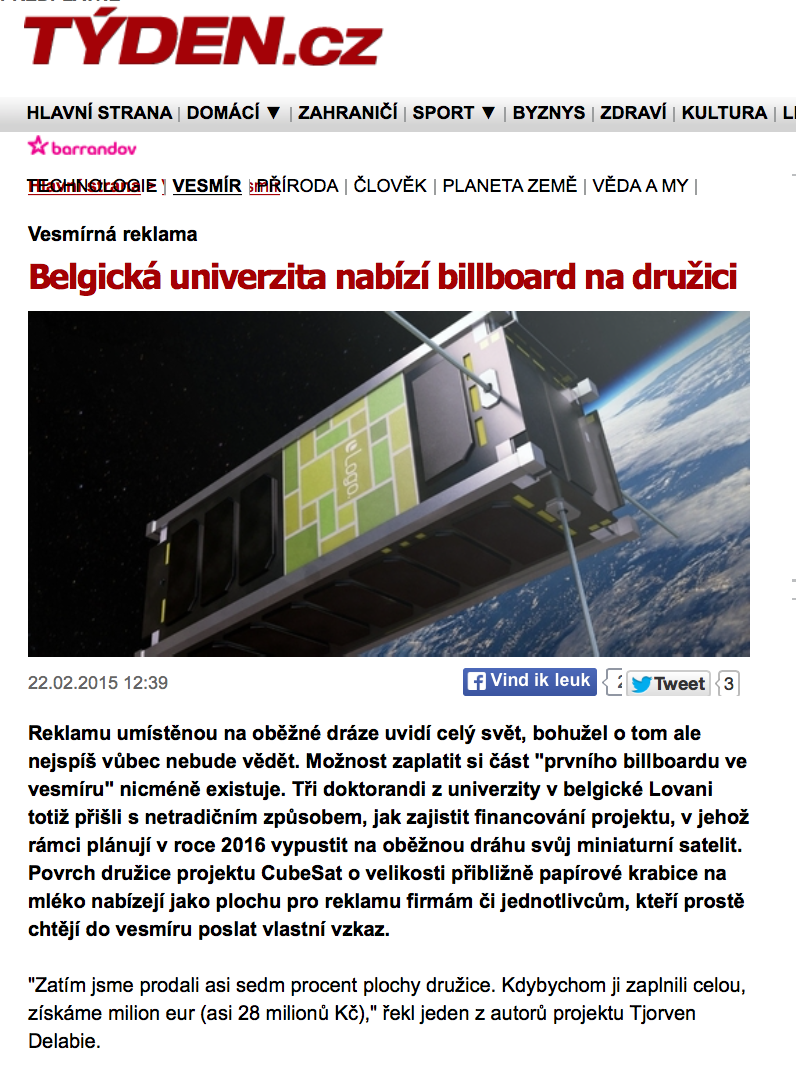 TÝDEN.cz
HLAVNÍ STRANA | DOMÁCÍ ▼ | ZAHRANIČÍ | SPORT ▼ | BYZNYS | ZDRAVÍ | KULTURA |
barrandov
TECHNOLOGIE | VESMÍR | PŘÍRODA | ČLOVĚK | PLANETA ZEMĚ | VĚDA A MY |
Vesmírná reklama
Belgická univerzita nabízí billboard na družici
eLogo
22.02.2015 12:39
Vind ik leuk
Tweet 3
Reklamu umístěnou na oběžné dráze uvidí celý svět, bohužel o tom ale
nejspíš vůbec nebude vědět. Možnost zaplatit si část "prvního billboardu ve
vesmíru" nicméně existuje. Tři doktorandi z univerzity v belgické Lovani
totiž přišli s netradičním způsobem, jak zajistit financování projektu, v jehož
rámci plánují v roce 2016 vypustit na oběžnou dráhu svůj miniaturní satelit.
Povrch družice projektu CubeSat o velikosti přibližně papírové krabice na
mléko nabízejí jako plochu pro reklamu firmám či jednotlivcům, kteří prostě
chtějí do vesmíru poslat vlastní vzkaz.
"Zatím jsme prodali asi sedm procent plochy družice. Kdybychom ji zaplnili celou,
získáme milion eur (asi 28 milionů Kč)," řekl jeden z autorů projektu Tjorven
Delabie.